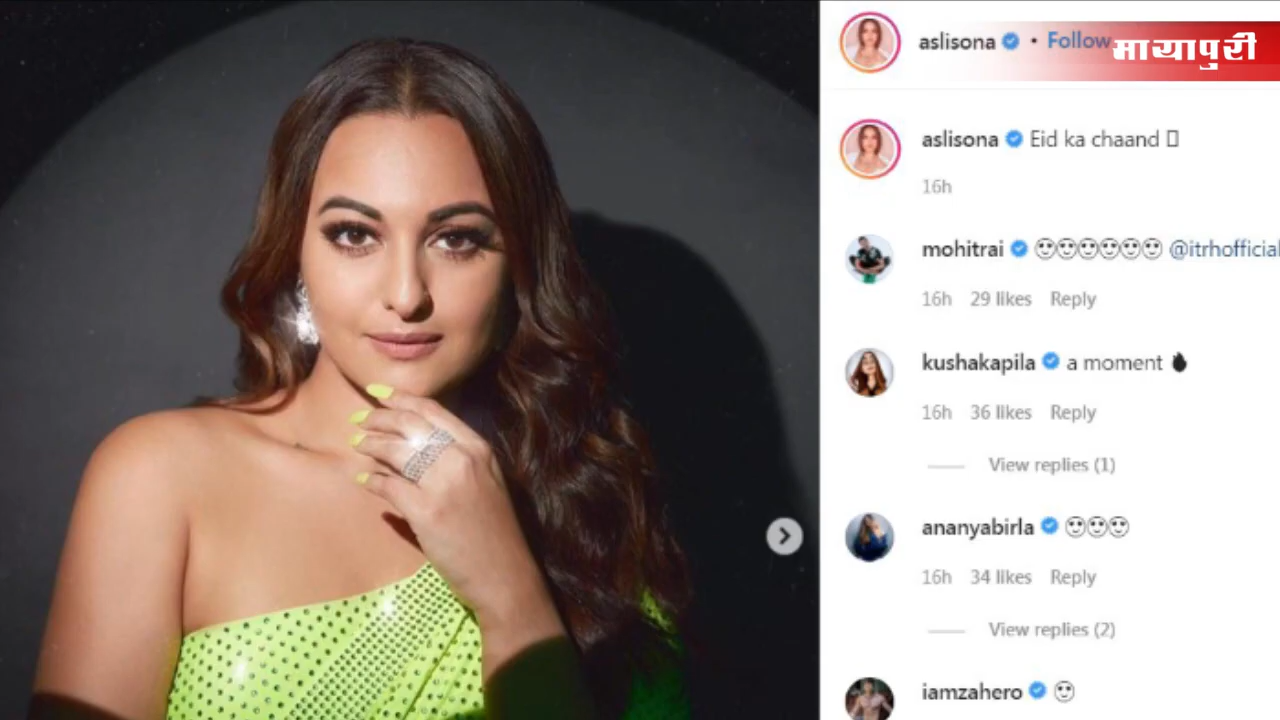 aslisona • Follow
मायापुरी
aslisona Eid ka chaand
16h
mohitrai @itrhofficial
16h 29 likes Reply
kushakapila a moment
16h 36 likes Reply
View replies (1)
ananyabirla
16h 34 likes Reply
View replies (2)
iamzahero